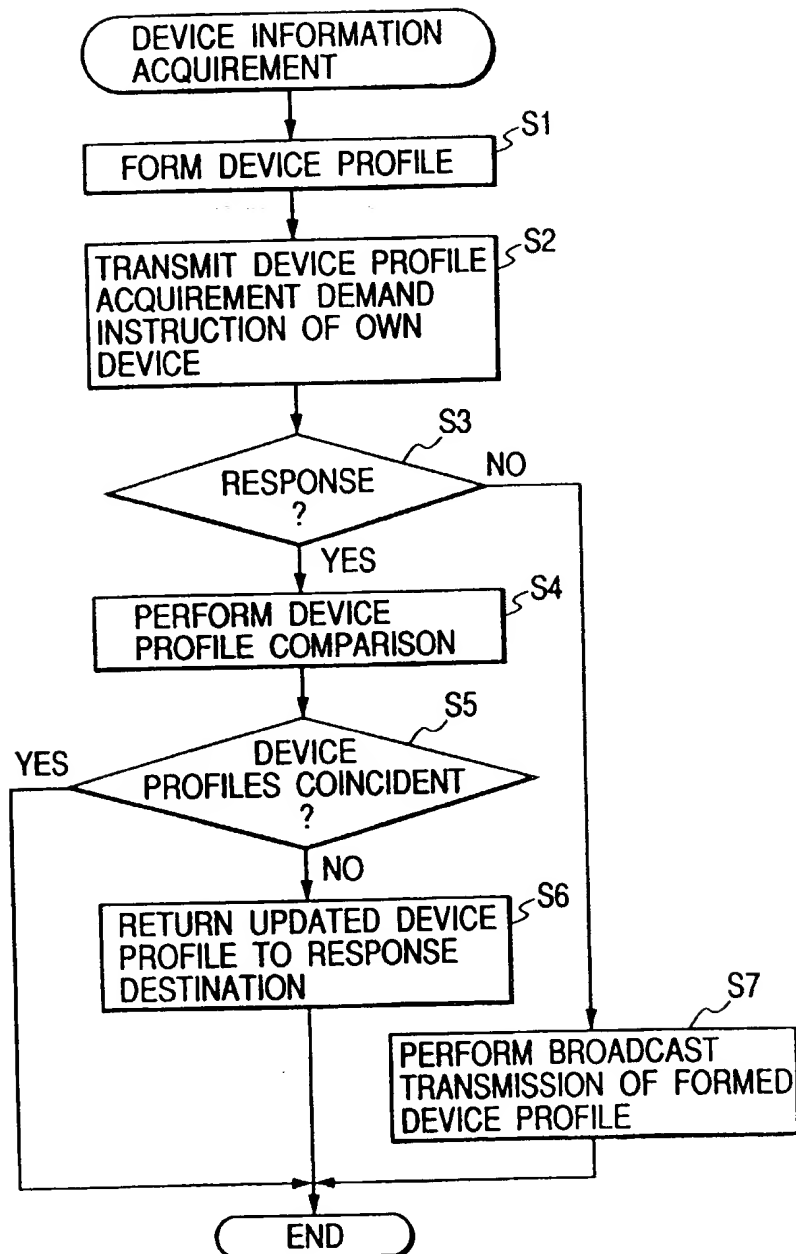 DEVICE INFORMATION
ACQUIREMENT
S1
FORM DEVICE PROFILE
S2
TRANSMIT DEVICE PROFILE
ACQUIREMENT DEMAND
INSTRUCTION OF OWN
DEVICE
S3
RESPONSE
?
NO
YES
S4
PERFORM DEVICE
PROFILE COMPARISON
S5
DEVICE
PROFILES COINCIDENT
?
YES
NO
S6
RETURN UPDATED DEVICE
PROFILE TO RESPONSE
DESTINATION
S7
PERFORM BROADCAST
TRANSMISSION OF FORMED
DEVICE PROFILE
END